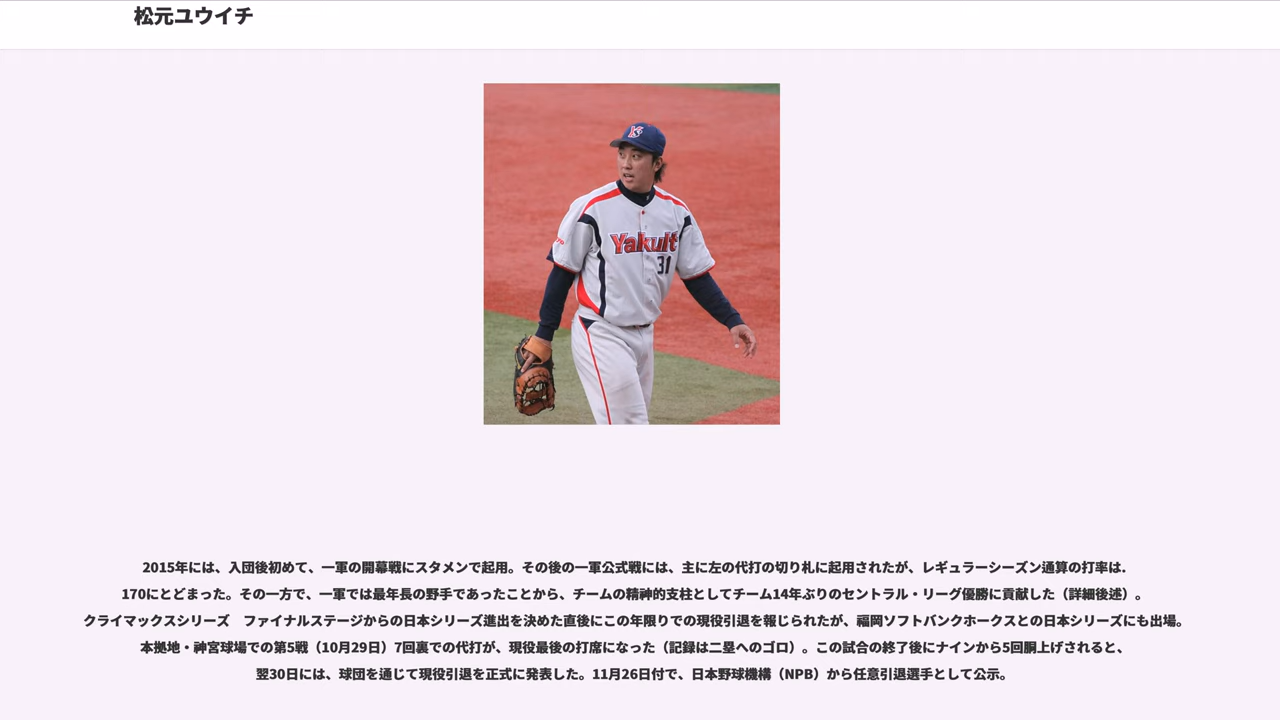 松元ユウイチ
Yakult
31
2015年には、入団後初めて、一軍の開幕戦にスタメンで起用。その後の一軍公式戦には、主に左の代打の切り札に起用されたが、レギュラーシーズン通算の打率は.
170にとどまった。その一方で、一軍では最年長の野手であったことから、チームの精神的支柱としてチーム14年ぶりのセントラル・リーグ優勝に貢献した（詳細後述）。
クライマックスシリーズ　ファイナルステージからの日本シリーズ進出を決めた直後にこの年限りでの現役引退を報じられたが、福岡ソフトバンクホークスとの日本シリーズにも出場。
本拠地・神宮球場での第5戦（10月29日）7回裏での代打が、現役最後の打席になった（記録は二塁へのゴロ）。この試合の終了後にナインから5回胴上げされると、
翌30日には、球団を通じて現役引退を正式に発表した。11月26日付で、日本野球機構（NPB）から任意引退選手として公示。